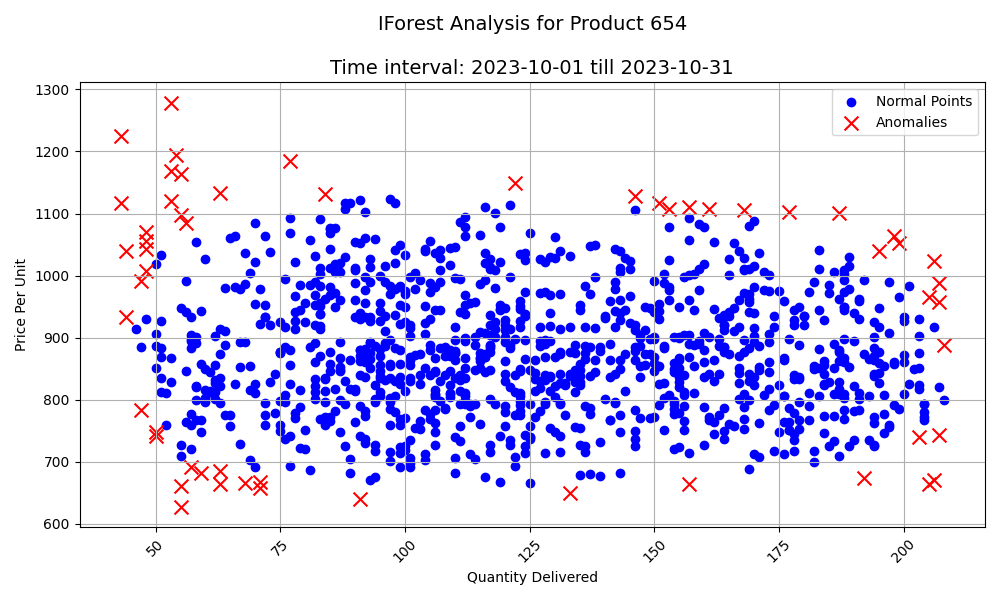 IForest Analysis for Product 654
Time interval: 2023-10-01 till 2023-10-31
Normal Points
Anomalies
Price Per Unit
1300
1200
1100
1000
900
800
700
600
50
75
100
125
150
175
200
Quantity Delivered